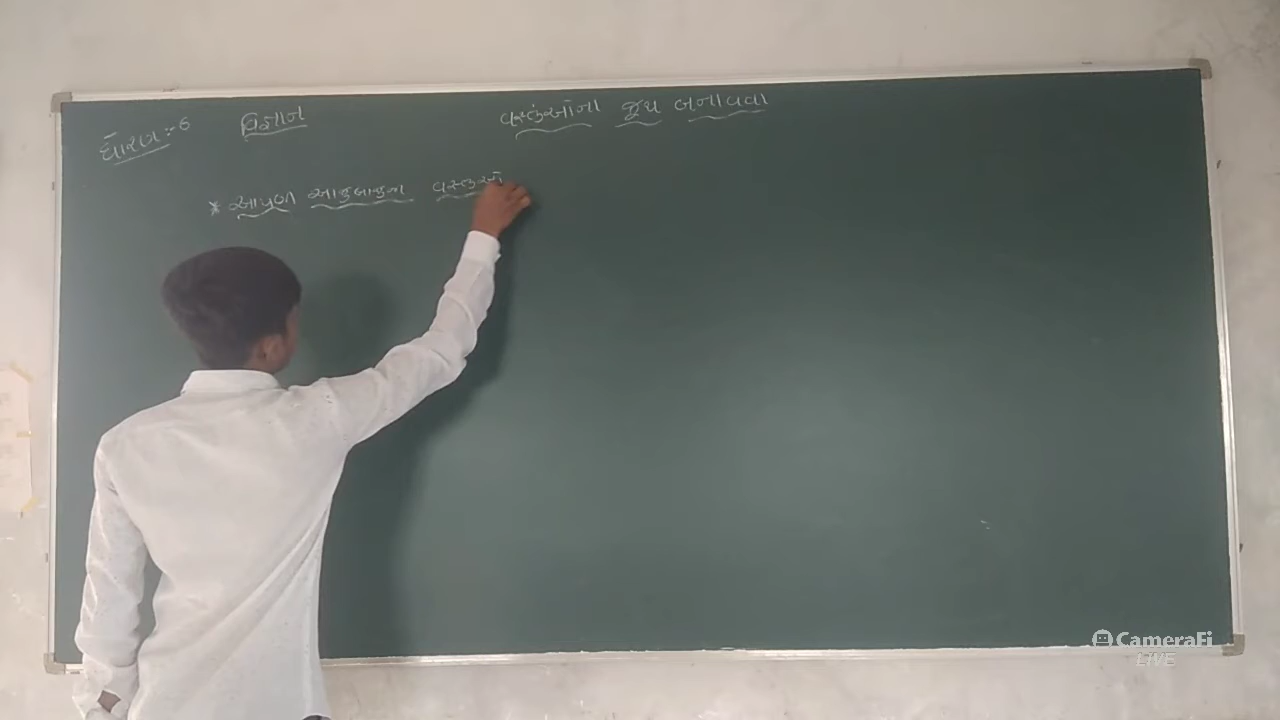 ધોરણ :- 6 વિજ્ઞાન વસ્તુઓના જૂથ બનાવવા
* આપણી આજુબાજુના વસ્તુઓ
CameraFi
LIVE